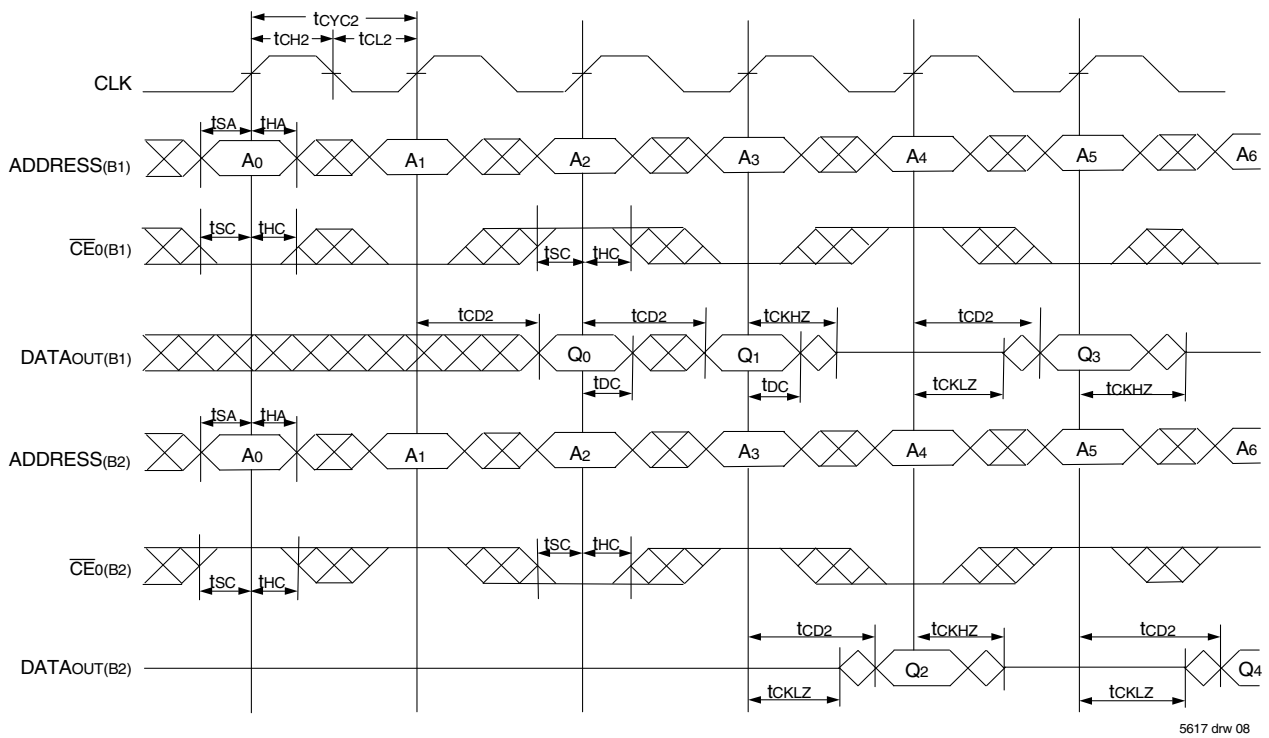 tCYC2
tCH2 tCL2
CLK
tSA tHA
ADDRESS(B1) A0 A1 A2 A3 A4 A5 A6
tSC tHC tSC tHC
CE0(B1)
tCD2 tCD2 tCKHZ tCD2
DATAOUT(B1) Q0 Q1 Q3
tDC tDC tCKLZ tCKHZ
tSA tHA
ADDRESS(B2) A0 A1 A2 A3 A4 A5 A6
tSC tHC
CE0(B2)
tSC tHC
tCD2 tCKHZ tCD2
DATAOUT(B2) Q2 Q4
tCKLZ tCKLZ
5617 drw 08